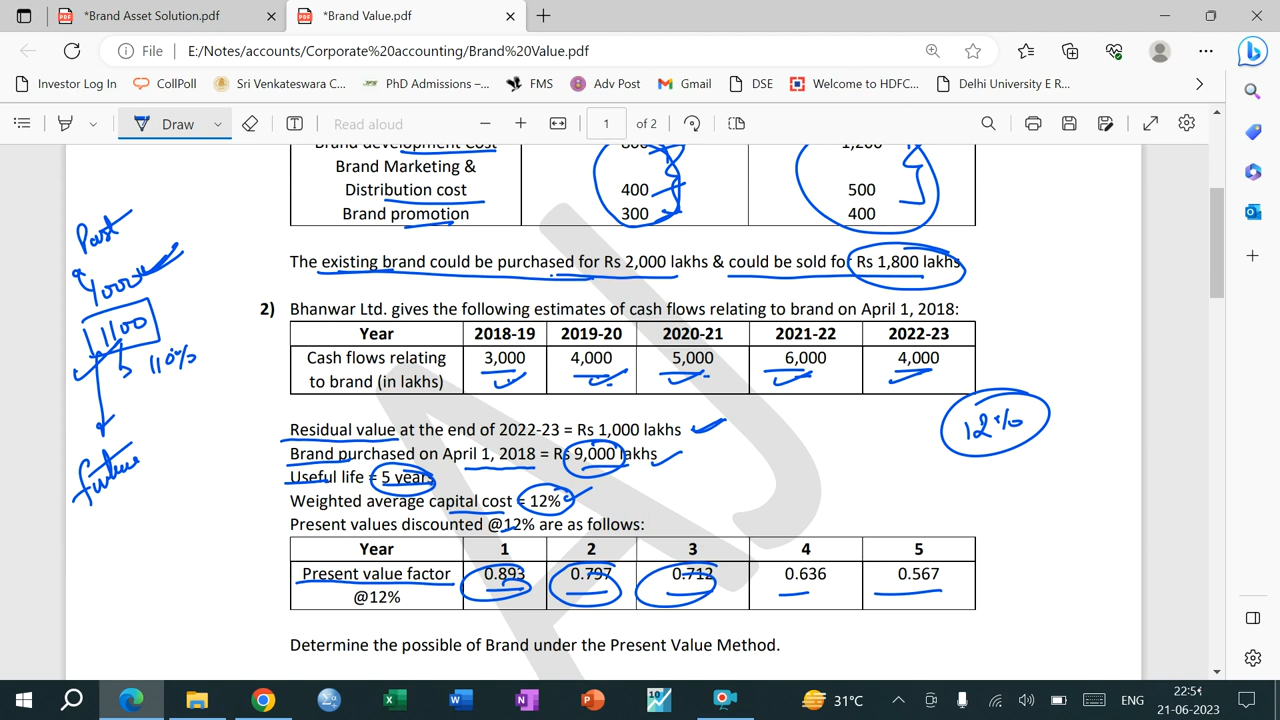 *Brand Asset Solution.pdf
*Brand Value.pdf
File E:/Notes/accounts/Corporate%20accounting/Brand%20Value.pdf
Investor Log In CollPoll Sri Venkateswara C... PhD Admissions –... FMS Adv Post Gmail DSE Welcome to HDFC... Delhi University E R...
Draw Read aloud 1 of 2
Brand development cost 800 1,200
Brand Marketing &
Distribution cost 400 500
Brand promotion 300 400
The existing brand could be purchased for Rs 2,000 lakhs & could be sold for Rs 1,800 lakhs.
Past
4000
1100
110%
future
2) Bhanwar Ltd. gives the following estimates of cash flows relating to brand on April 1, 2018:
Year 2018-19 2019-20 2020-21 2021-22 2022-23
Cash flows relating 3,000 4,000 5,000 6,000 4,000
to brand (in lakhs)
Residual value at the end of 2022-23 = Rs 1,000 lakhs
12%
Brand purchased on April 1, 2018 = Rs 9,000 lakhs
Useful life = 5 years
Weighted average capital cost = 12%
Present values discounted @12% are as follows:
Year 1 2 3 4 5
Present value factor 0.893 0.797 0.712 0.636 0.567
@12%
Determine the possible of Brand under the Present Value Method.
AJ
31°C ENG 22:54
21-06-2023